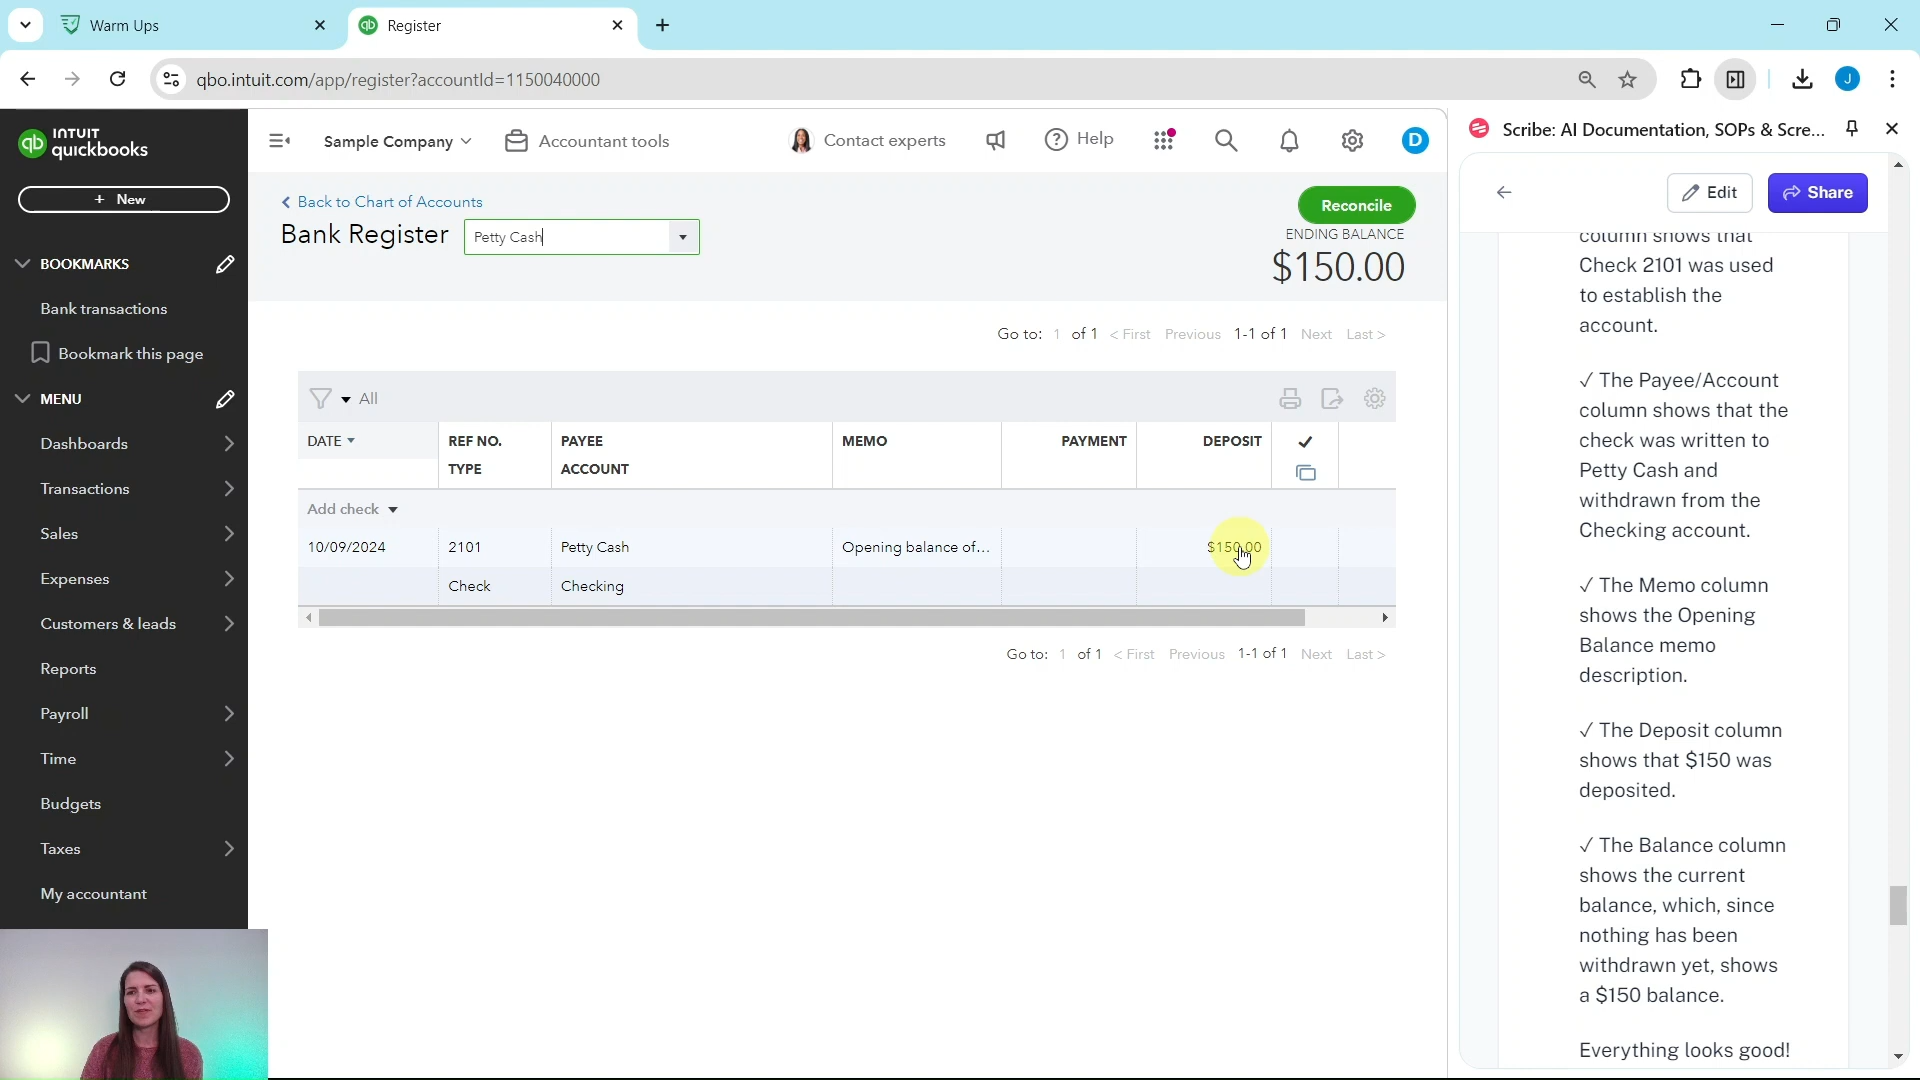 Warm Ups
Register
qbo.intuit.com/app/register?accountId=1150040000
J
INTUIT
quickbooks
qb
+ New
BOOKMARKS
Bank transactions
Bookmark this page
MENU
Dashboards
Transactions
Sales
Expenses
Customers & leads
Reports
Payroll
Time
Budgets
Taxes
My accountant
Sample Company
Accountant tools
Contact experts
Help
D
< Back to Chart of Accounts
Bank Register
Petty Cash
Reconcile
ENDING BALANCE
$150.00
Go to: 1 of 1 < First Previous 1-1 of 1 Next Last >
All
DATE REF NO. PAYEE MEMO PAYMENT DEPOSIT ✓
TYPE ACCOUNT
Add check
10/09/2024 2101 Petty Cash Opening balance of... $150.00
Check Checking
Go to: 1 of 1 < First Previous 1-1 of 1 Next Last >
Scribe: AI Documentation, SOPs & Scre...
Edit
Share
column shows that
Check 2101 was used
to establish the
account.
✓ The Payee/Account
column shows that the
check was written to
Petty Cash and
withdrawn from the
Checking account.
✓ The Memo column
shows the Opening
Balance memo
description.
✓ The Deposit column
shows that $150 was
deposited.
✓ The Balance column
shows the current
balance, which, since
nothing has been
withdrawn yet, shows
a $150 balance.
Everything looks good!